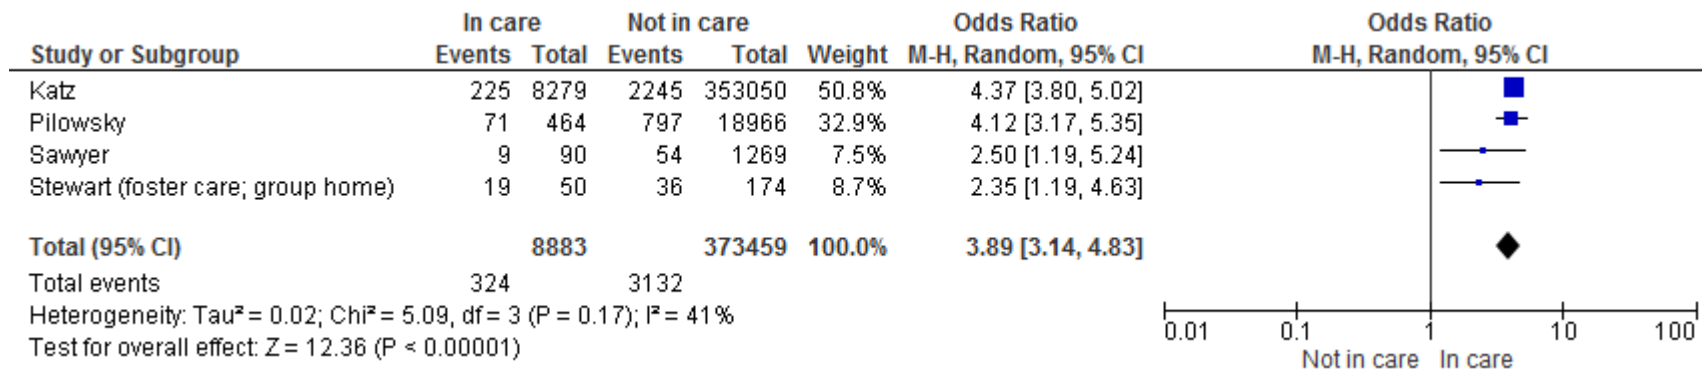 In care Not in care Odds Ratio Odds Ratio
Study or Subgroup Events Total Events Total Weight M-H, Random, 95% CI M-H, Random, 95% CI
Katz 225 8279 2245 353050 50.8% 4.37 [3.80, 5.02]
Pilowsky 71 464 797 18966 32.9% 4.12 [3.17, 5.35]
Sawyer 9 90 54 1269 7.5% 2.50 [1.19, 5.24]
Stewart (foster care; group home) 19 50 36 174 8.7% 2.35 [1.19, 4.63]
Total (95% CI) 8883 373459 100.0% 3.89 [3.14, 4.83]
Total events 324 3132
Heterogeneity: Tau² = 0.02; Chi² = 5.09, df = 3 (P = 0.17); I² = 41%
Test for overall effect: Z = 12.36 (P < 0.00001)
0.01 0.1 1 10 100
Not in care In care